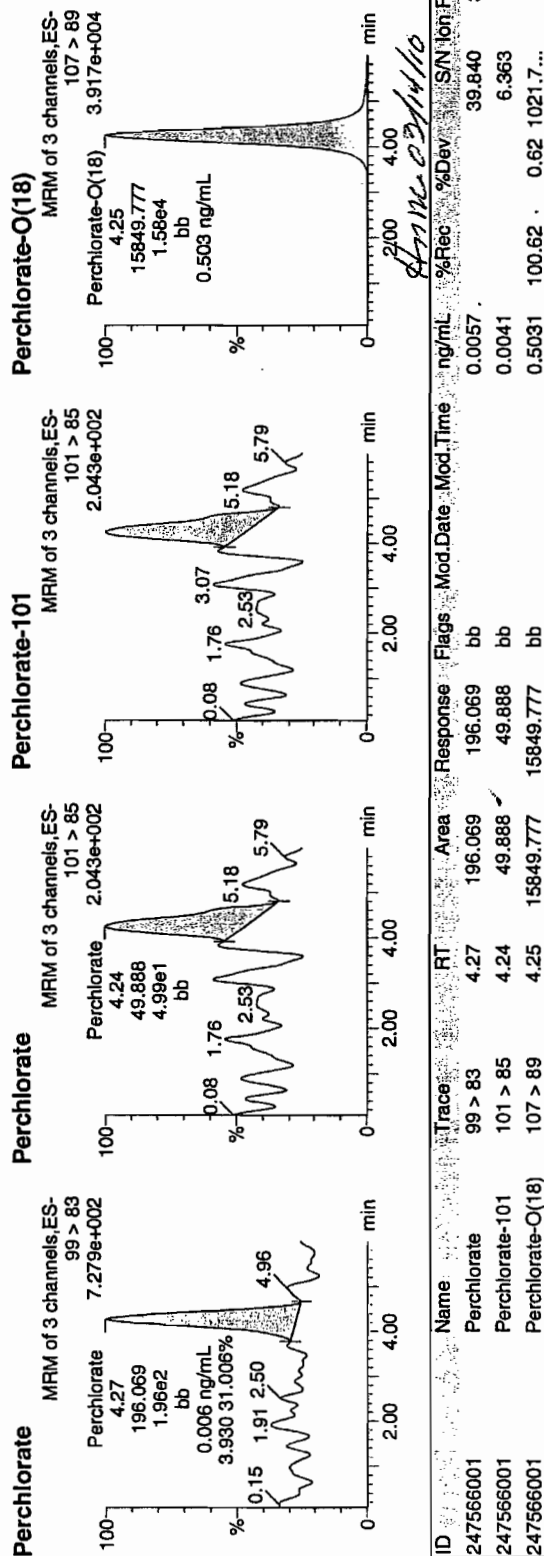 Perchlorate
MRM of 3 channels,ES-
99 > 83
7.279e+002
Perchlorate
4.27
196.069
1.96e2
bb
0.006 ng/mL
3.930 31.006%
100
%
0
0.15
1.91
2.50
4.96
2.00
4.00
min
Perchlorate
MRM of 3 channels,ES-
101 > 85
2.043e+002
Perchlorate
4.24
49.888
4.99e1
bb
100
%
0
0.08
1.76
2.53
5.18
5.79
2.00
4.00
min
Perchlorate-101
MRM of 3 channels,ES-
101 > 85
2.043e+002
100
%
0
0.08
1.76
2.53
3.07
5.18
5.79
2.00
4.00
min
Perchlorate-O(18)
MRM of 3 channels,ES-
107 > 89
3.917e+004
Perchlorate-O(18)
4.25
15849.777
1.58e4
bb
0.503 ng/mL
100
%
0
2.00
4.00
min
03/14/10
ID Name Trace RT Area Response Flags Mod.Date Mod.Time ng/mL %Rec %Dev S/N Ion.
247566001 Perchlorate 99 > 83 4.27 196.069 196.069 bb 0.0057 39.840
247566001 Perchlorate-101 101 > 85 4.24 49.888 49.888 bb 0.0041 6.363
247566001 Perchlorate-O(18) 107 > 89 4.25 15849.777 15849.777 bb 0.5031 100.62 0.62 1021.7...